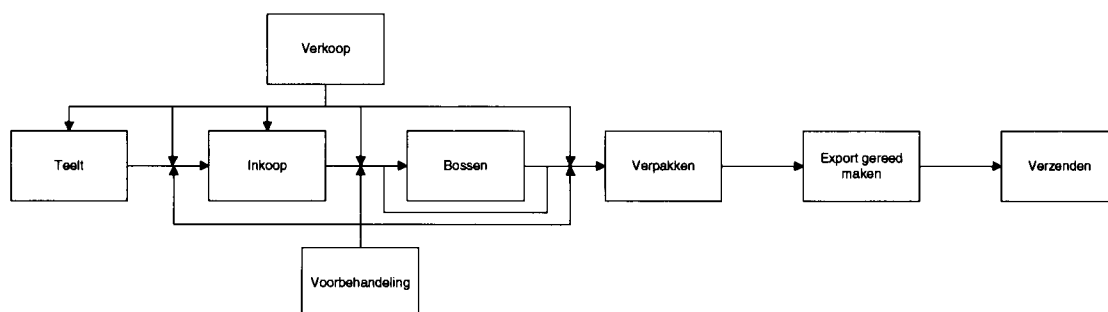 Verkoop
Teelt
Inkoop
Bossen
Verpakken
Export gereed
maken
Verzenden
Voorbehandeling